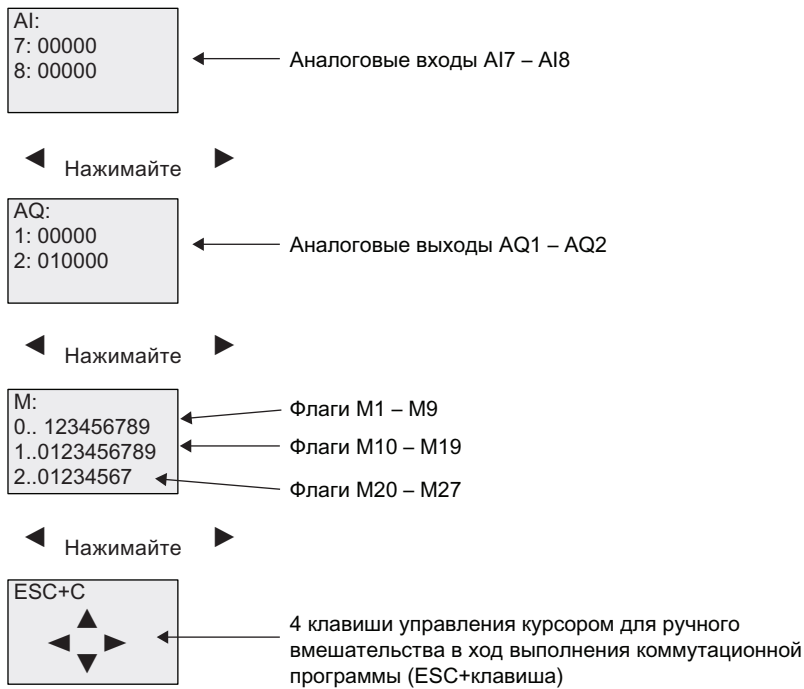 AI:
7: 00000
8: 00000
Аналоговые входы AI7 – AI8
Нажимайте
AQ:
1: 00000
2: 010000
Аналоговые выходы AQ1 – AQ2
Нажимайте
M:
0.. 123456789
1..0123456789
2..01234567
Флаги M1 – M9
Флаги M10 – M19
Флаги M20 – M27
Нажимайте
ESC+C
4 клавиши управления курсором для ручного
вмешательства в ход выполнения коммутационной
программы (ESC+клавиша)